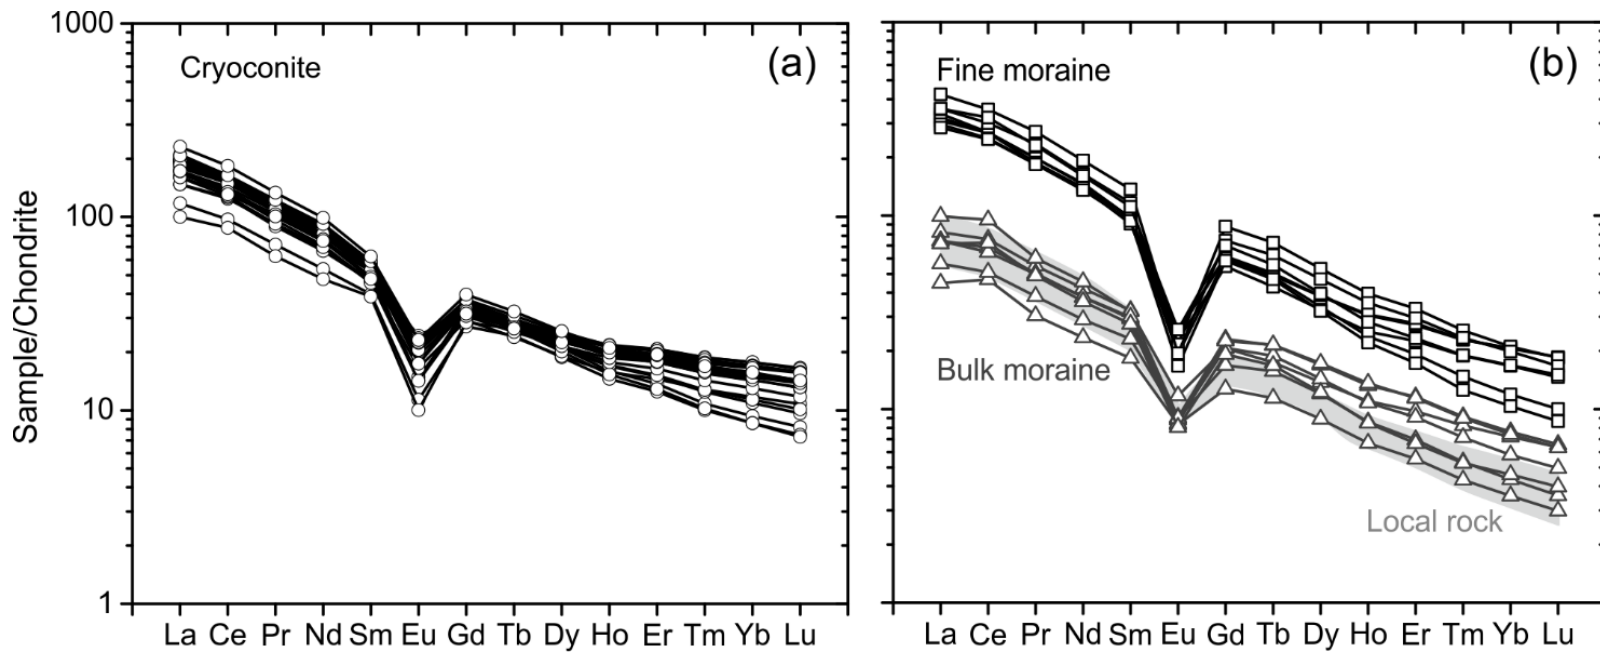 1000
100
10
1
Sample/Chondrite
Cryoconite
(a)
La Ce Pr Nd Sm Eu Gd Tb Dy Ho Er Tm Yb Lu
Fine moraine
(b)
Bulk moraine
Local rock
La Ce Pr Nd Sm Eu Gd Tb Dy Ho Er Tm Yb Lu